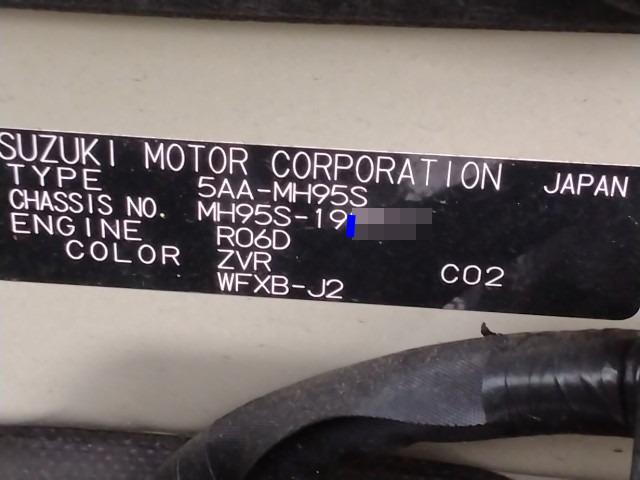 SUZUKI MOTOR CORPORATION JAPAN
TYPE 5AA-MH95S
CHASSIS NO. MH95S-19
ENGINE R06D
COLOR ZVR
WFXB-J2 C02